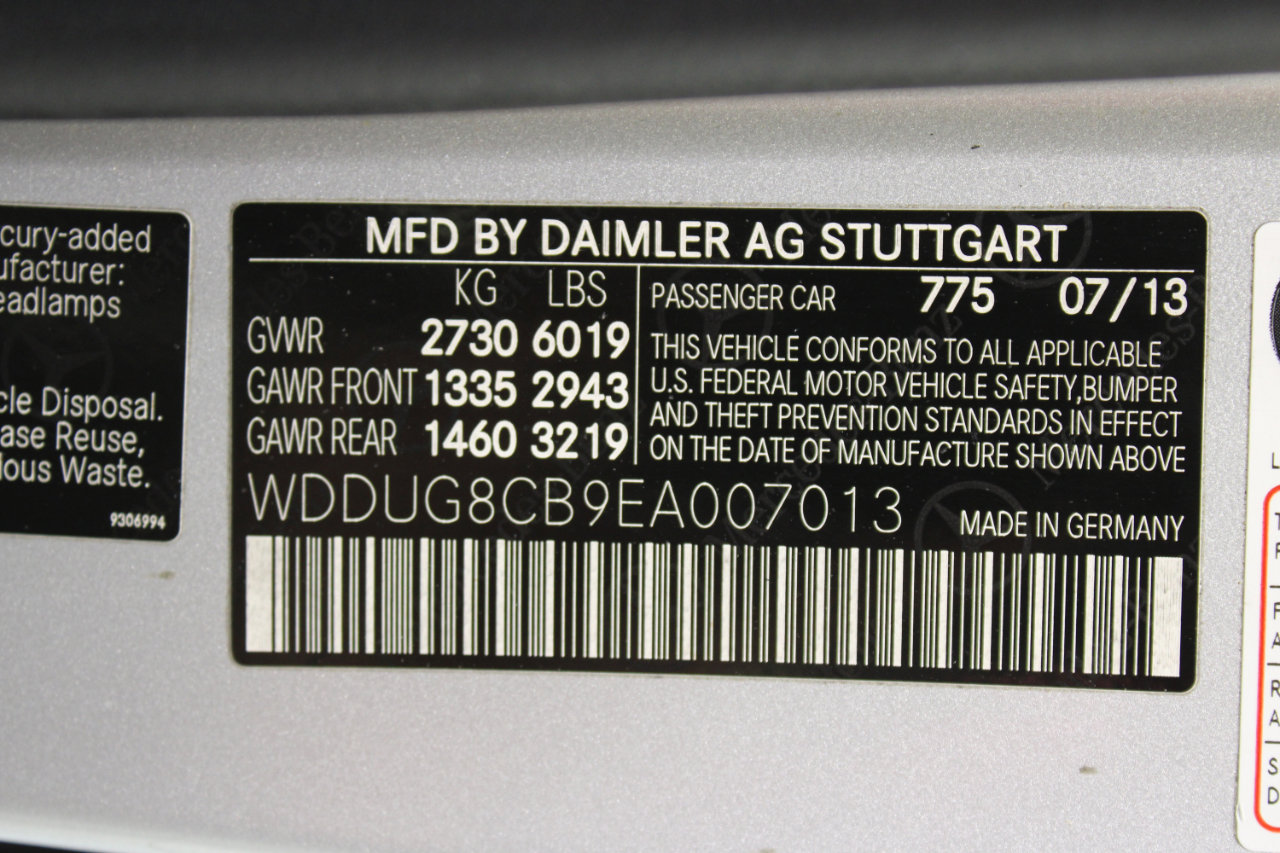 cury-added
ufacturer:
eadlamps
cle Disposal.
ase Reuse,
dous Waste.
9306994
MFD BY DAIMLER AG STUTTGART
KG LBS
GVWR 2730 6019
GAWR FRONT 1335 2943
GAWR REAR 1460 3219
PASSENGER CAR 775 07/13
THIS VEHICLE CONFORMS TO ALL APPLICABLE
U.S. FEDERAL MOTOR VEHICLE SAFETY,BUMPER
AND THEFT PREVENTION STANDARDS IN EFFECT
ON THE DATE OF MANUFACTURE SHOWN ABOVE
WDDUG8CB9EA007013
MADE IN GERMANY